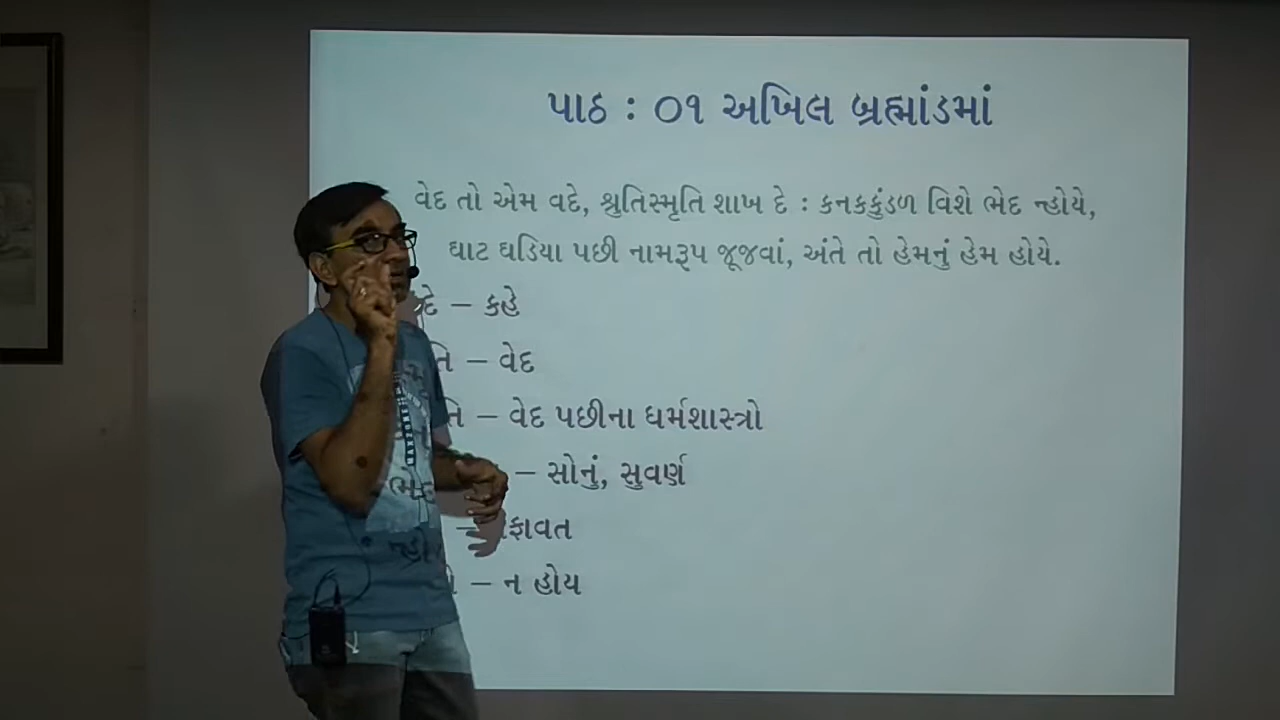 પાઠ : ૦૧ અખિલ બ્રહ્માંડમાં
વેદ તો એમ વદે, શ્રુતિસ્મૃતિ શાખ દે : કનકકુંડળ વિશે ભેદ ન્હોયે,
ઘાટ ઘડિયા પછી નામરૂપ જૂજવાં, અંતે તો હેમનું હેમ હોયે.
– કહે
– વેદ
– વેદ પછીના ધર્મશાસ્ત્રો
– સોનું, સુવર્ણ
–
– ન હોય